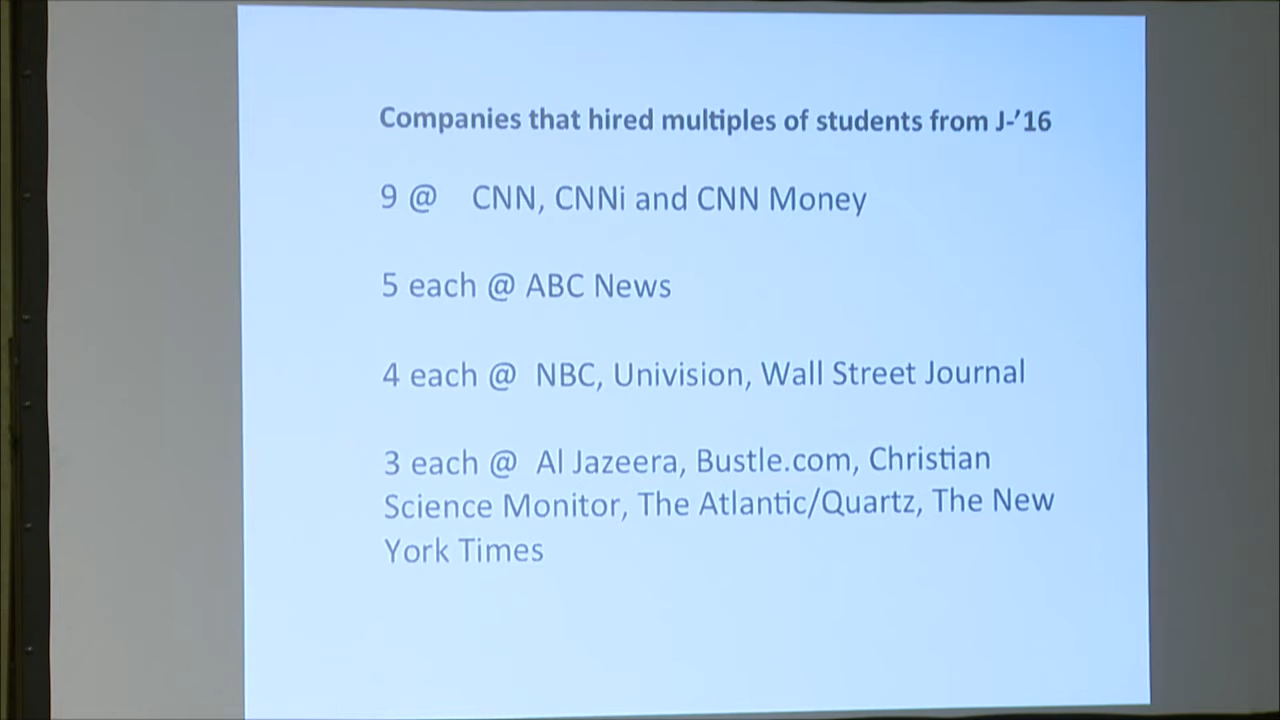 Companies that hired multiples of students from J-’16
9 @ CNN, CNNi and CNN Money
5 each @ ABC News
4 each @ NBC, Univision, Wall Street Journal
3 each @ Al Jazeera, Bustle.com, Christian
Science Monitor, The Atlantic/Quartz, The New
York Times